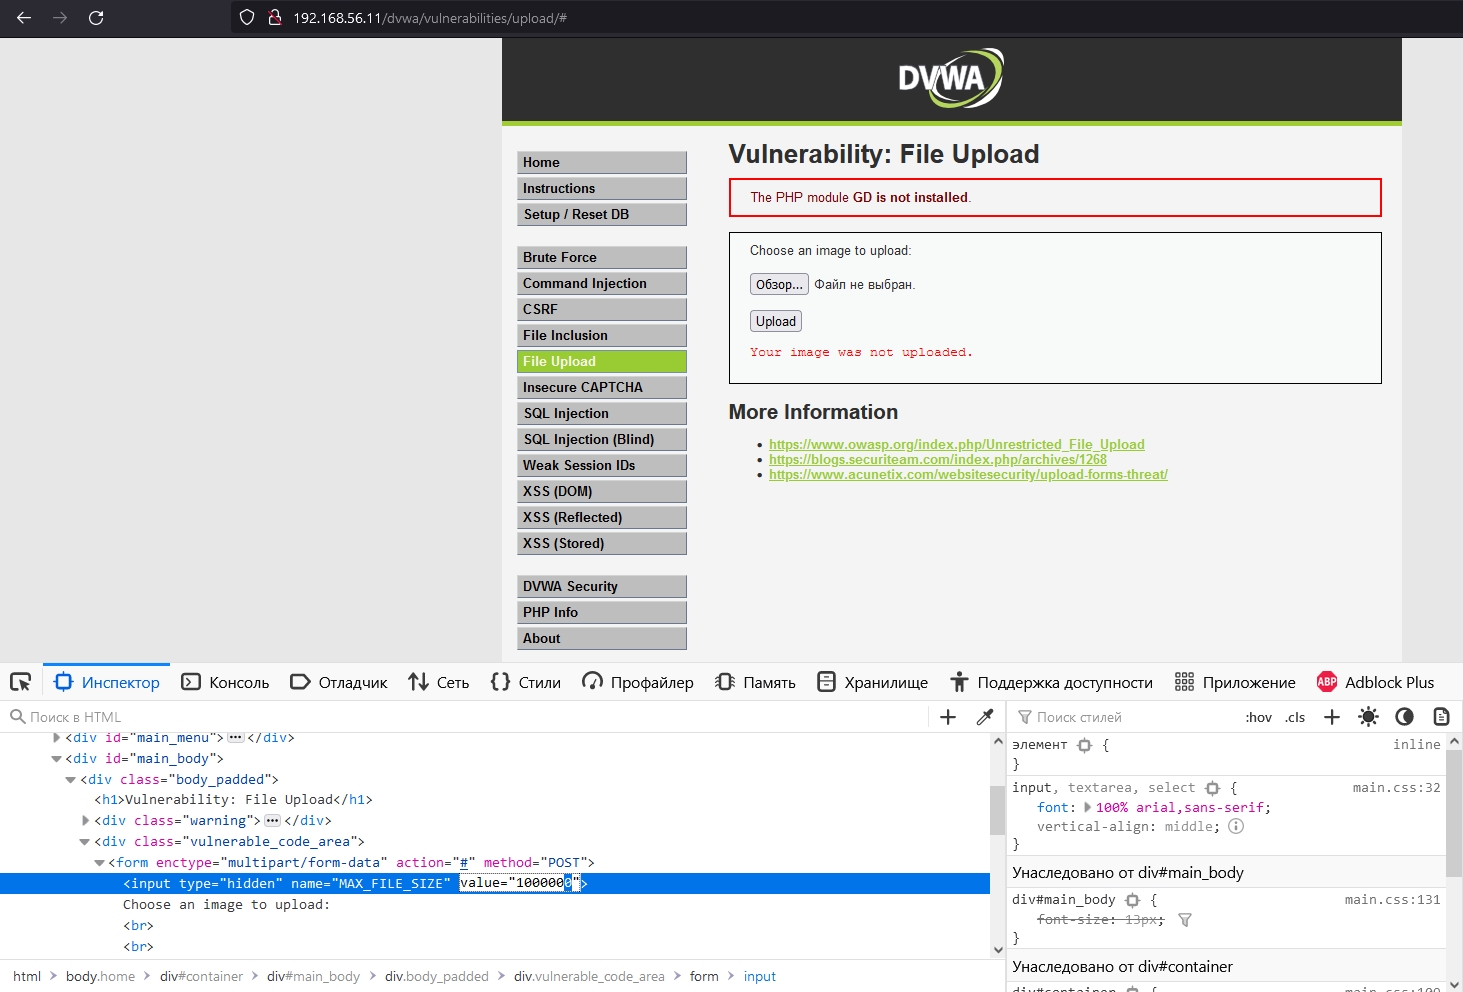 192.168.56.11/dvwa/vulnerabilities/upload/#
DVWA
Home
Instructions
Setup / Reset DB
Brute Force
Command Injection
CSRF
File Inclusion
File Upload
Insecure CAPTCHA
SQL Injection
SQL Injection (Blind)
Weak Session IDs
XSS (DOM)
XSS (Reflected)
XSS (Stored)
DVWA Security
PHP Info
About
Vulnerability: File Upload
The PHP module GD is not installed.
Choose an image to upload:
Обзор... Файл не выбран.
Upload
Your image was not uploaded.
More Information
• https://www.owasp.org/index.php/Unrestricted_File_Upload
• https://blogs.securiteam.com/index.php/archives/1268
• https://www.acunetix.com/websitesecurity/upload-forms-threat/
Инспектор Консоль Отладчик Сеть Стили Профайлер Память Хранилище Поддержка доступности Приложение ABP Adblock Plus
Поиск в HTML
<div id="main_menu"> ••• </div>
<div id="main_body">
<div class="body_padded">
<h1>Vulnerability: File Upload</h1>
<div class="warning"> ••• </div>
<div class="vulnerable_code_area">
<form enctype="multipart/form-data" action="#" method="POST">
<input type="hidden" name="MAX_FILE_SIZE" value="1000000">
Choose an image to upload:
<br>
<br>
html body.home div#container div#main_body div.body_padded div.vulnerable_code_area form input
Поиск стилей :hov .cls
элемент { inline
}
input, textarea, select { main.css:32
font: 100% arial,sans-serif;
vertical-align: middle;
}
Унаследовано от div#main_body
div#main_body { main.css:131
font-size: 13px;
}
Унаследовано от div#container
div#container { main.css:109